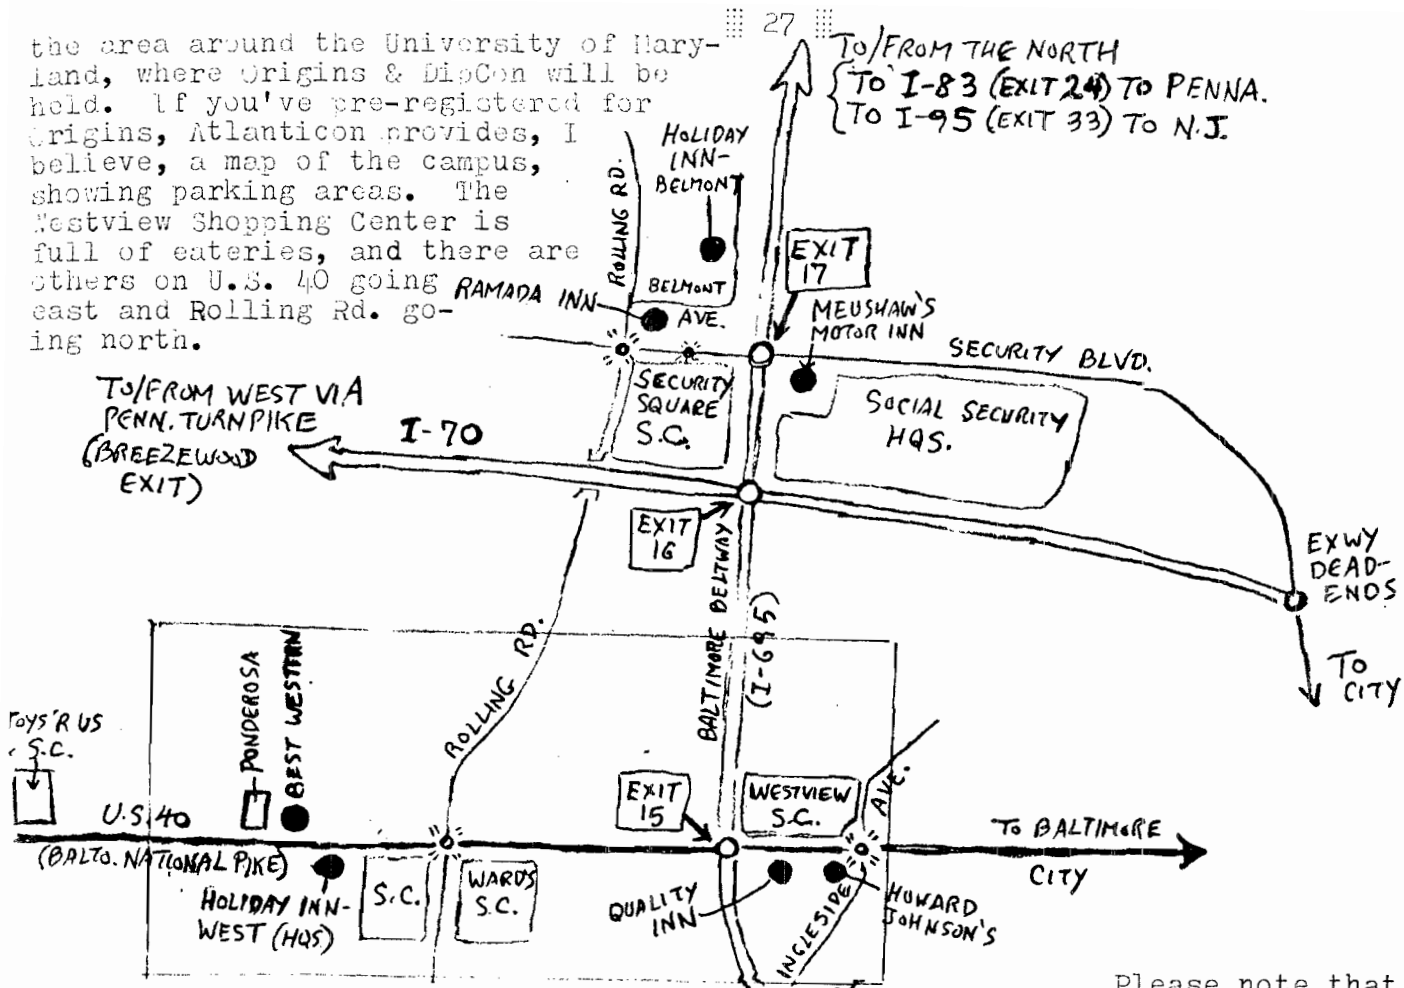 27
the area around the University of Mary-
land, where Origins & DipCon will be
held. If you've pre-registered for
Origins, Atlanticon provides, I
believe, a map of the campus,
showing parking areas. The
Westview Shopping Center is
full of eateries, and there are
others on U.S. 40 going
east and Rolling Rd. go-
ing north.
TO/FROM THE NORTH
TO I-83 (EXIT 24) TO PENNA.
TO I-95 (EXIT 33) TO N.J.
ROLLING RD.
HOLIDAY
INN-
BELMONT
EXIT
17
BELMONT
AVE.
RAMADA INN
MEUSHAW'S
MOTOR INN
SECURITY BLVD.
SECURITY
SQUARE
S.C.
SOCIAL SECURITY
HQS.
TO/FROM WEST VIA
PENN. TURNPIKE
(BREEZEWOOD
EXIT)
I-70
EXIT
16
EXWY
DEAD-
ENDS
TO
CITY
BALTIMORE BELTWAY
(I-695)
ROLLING RD.
TOYS'R US
S.C.
PONDEROSA
BEST WESTERN
U.S. 40
(BALTO. NATIONAL PIKE)
EXIT
15
WESTVIEW
S.C.
AVE.
TO BALTIMORE
CITY
HOLIDAY INN-
WEST (HQS)
S.C.
WARDS
S.C.
QUALITY
INN
INGLESIDE
HOWARD
JOHNSON'S
Please note that